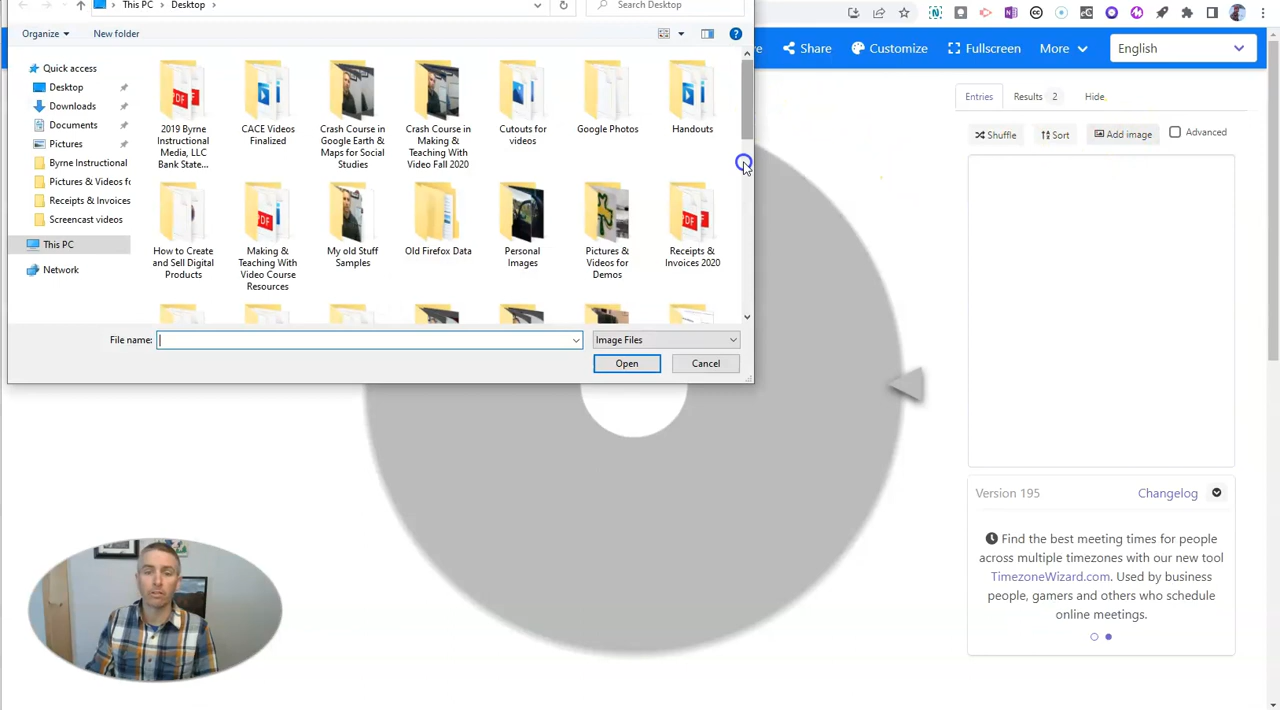 This PC > Desktop >
Search Desktop
Organize
New folder
Share
Customize
Fullscreen
More
English
Quick access
Desktop
Downloads
Documents
Pictures
Byrne Instructional
Pictures & Videos fo
Receipts & Invoices
Screencast videos
This PC
Network
2019 Byrne
Instructional
Media, LLC
Bank State...
CACE Videos
Finalized
Crash Course in
Google Earth &
Maps for Social
Studies
Crash Course in
Making &
Teaching With
Video Fall 2020
Cutouts for
videos
Google Photos
Handouts
How to Create
and Sell Digital
Products
Making &
Teaching With
Video Course
Resources
My old Stuff
Samples
Old Firefox Data
Personal
Images
Pictures &
Videos for
Demos
Receipts &
Invoices 2020
File name:
Image Files
Open
Cancel
Entries
Results 2
Hide
Shuffle
Sort
Add image
Advanced
Version 195
Changelog
Find the best meeting times for people
across multiple timezones with our new tool
TimezoneWizard.com. Used by business
people, gamers and others who schedule
online meetings.